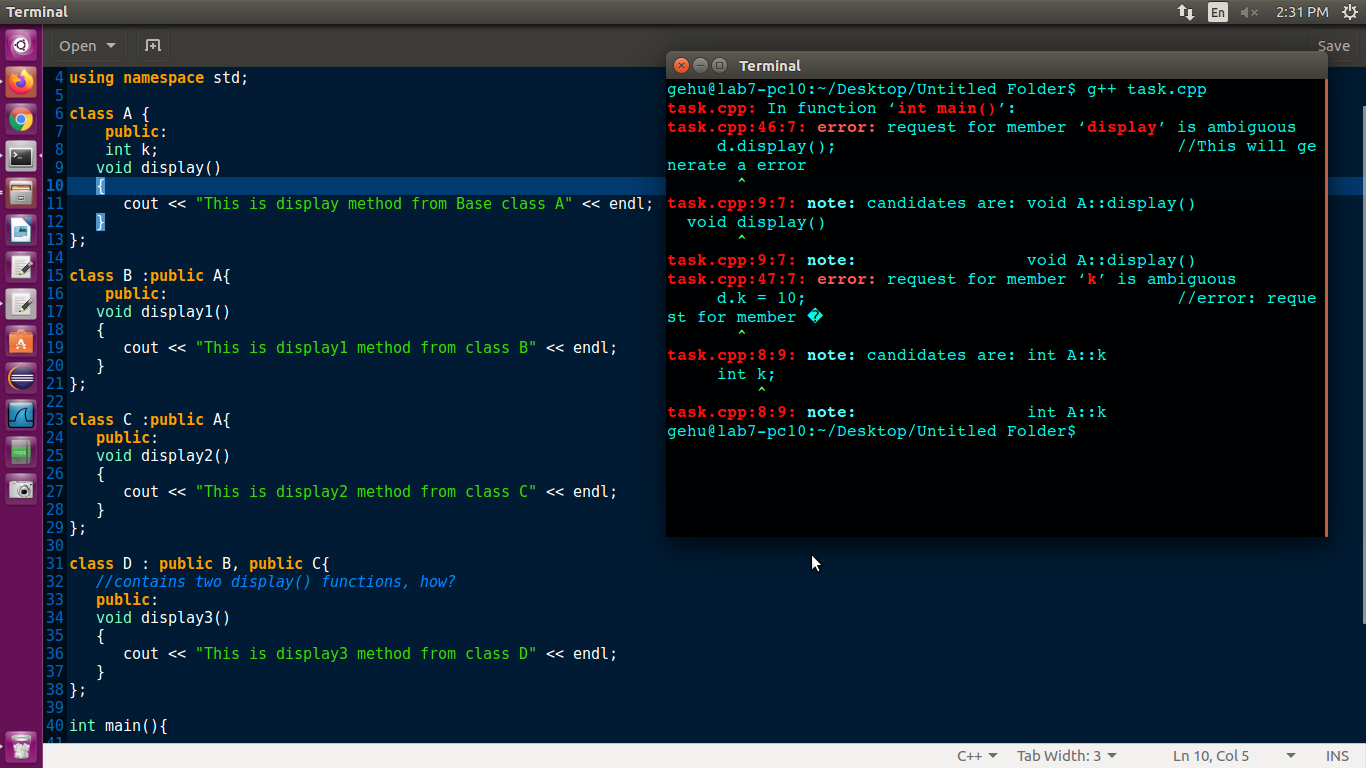 Terminal
En
2:31 PM
Open
Save
4 using namespace std;
5
6 class A {
7     public:
8     int k;
9    void display()
10    {
11       cout << "This is display method from Base class A" << endl;
12    }
13 };
14
15 class B :public A{
16     public:
17    void display1()
18    {
19       cout << "This is display1 method from class B" << endl;
20    }
21 };
22
23 class C :public A{
24    public:
25    void display2()
26    {
27       cout << "This is display2 method from class C" << endl;
28    }
29 };
30
31 class D : public B, public C{
32    //contains two display() functions, how?
33    public:
34    void display3()
35    {
36       cout << "This is display3 method from class D" << endl;
37    }
38 };
39
40 int main(){
41
Terminal
gehu@lab7-pc10:~/Desktop/Untitled Folder$ g++ task.cpp
task.cpp: In function ‘int main()’:
task.cpp:46:7: error: request for member ‘display’ is ambiguous
     d.display();                                  //This will ge
nerate a error
       ^
task.cpp:9:7: note: candidates are: void A::display()
  void display()
       ^
task.cpp:9:7: note:                 void A::display()
task.cpp:47:7: error: request for member ‘k’ is ambiguous
     d.k = 10;                                     //error: reque
st for member �
       ^
task.cpp:8:9: note: candidates are: int A::k
     int k;
         ^
task.cpp:8:9: note:                 int A::k
gehu@lab7-pc10:~/Desktop/Untitled Folder$
C++
Tab Width: 3
Ln 10, Col 5
INS